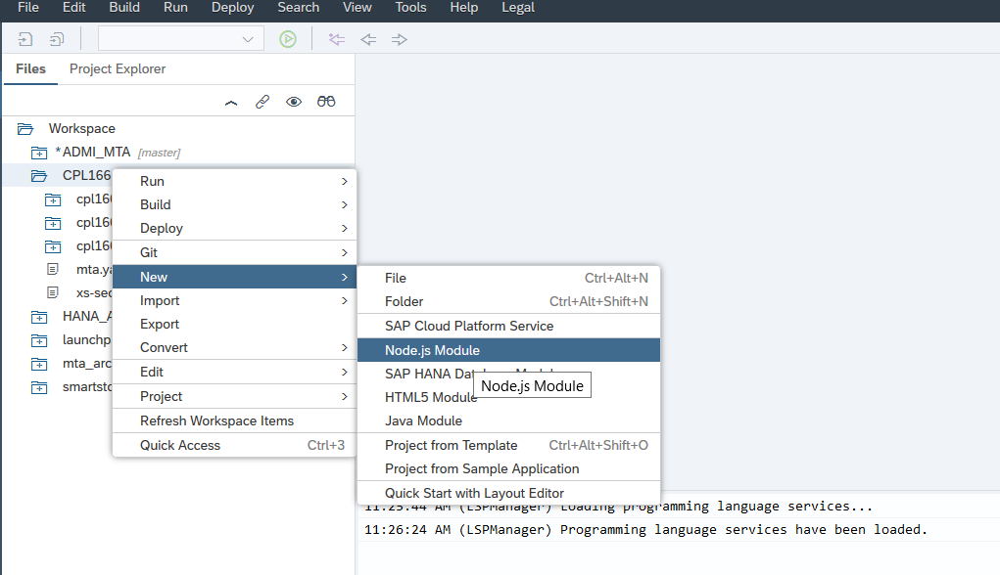 File Edit Build Run Deploy Search View Tools Help Legal
Files Project Explorer
Workspace
*ADMI_MTA [master]
CPL166
cpl16
cpl16
cpl16
mta.ya
xs-sec
HANA_A
launchp
mta_arc
smartsto
Run
Build
Deploy
Git
New
Import
Export
Convert
Edit
Project
Refresh Workspace Items
Quick Access Ctrl+3
File Ctrl+Alt+N
Folder Ctrl+Alt+Shift+N
SAP Cloud Platform Service
Node.js Module
SAP HANA
HTML5 Module
Node.js Module
Java Module
Project from Template Ctrl+Alt+Shift+O
Project from Sample Application
Quick Start with Layout Editor
11:25:44 AM (LSPManager) Loading programming language services...
11:26:24 AM (LSPManager) Programming language services have been loaded.